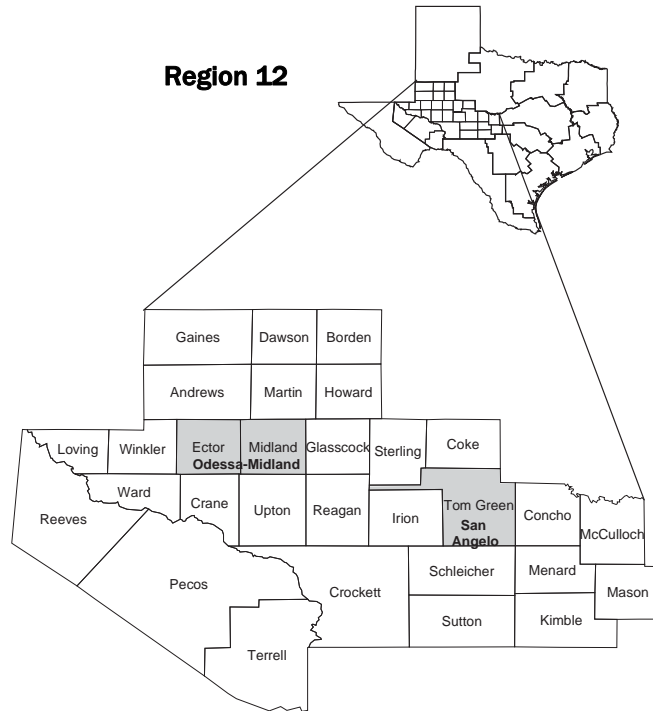 Region 12
Gaines
Dawson
Borden
Andrews
Martin
Howard
Loving
Winkler
Ector
Midland
Glasscock
Sterling
Coke
Odessa-Midland
Ward
Crane
Upton
Reagan
Irion
Tom Green
San
Angelo
Concho
McCulloch
Reeves
Pecos
Crockett
Schleicher
Menard
Mason
Sutton
Kimble
Terrell